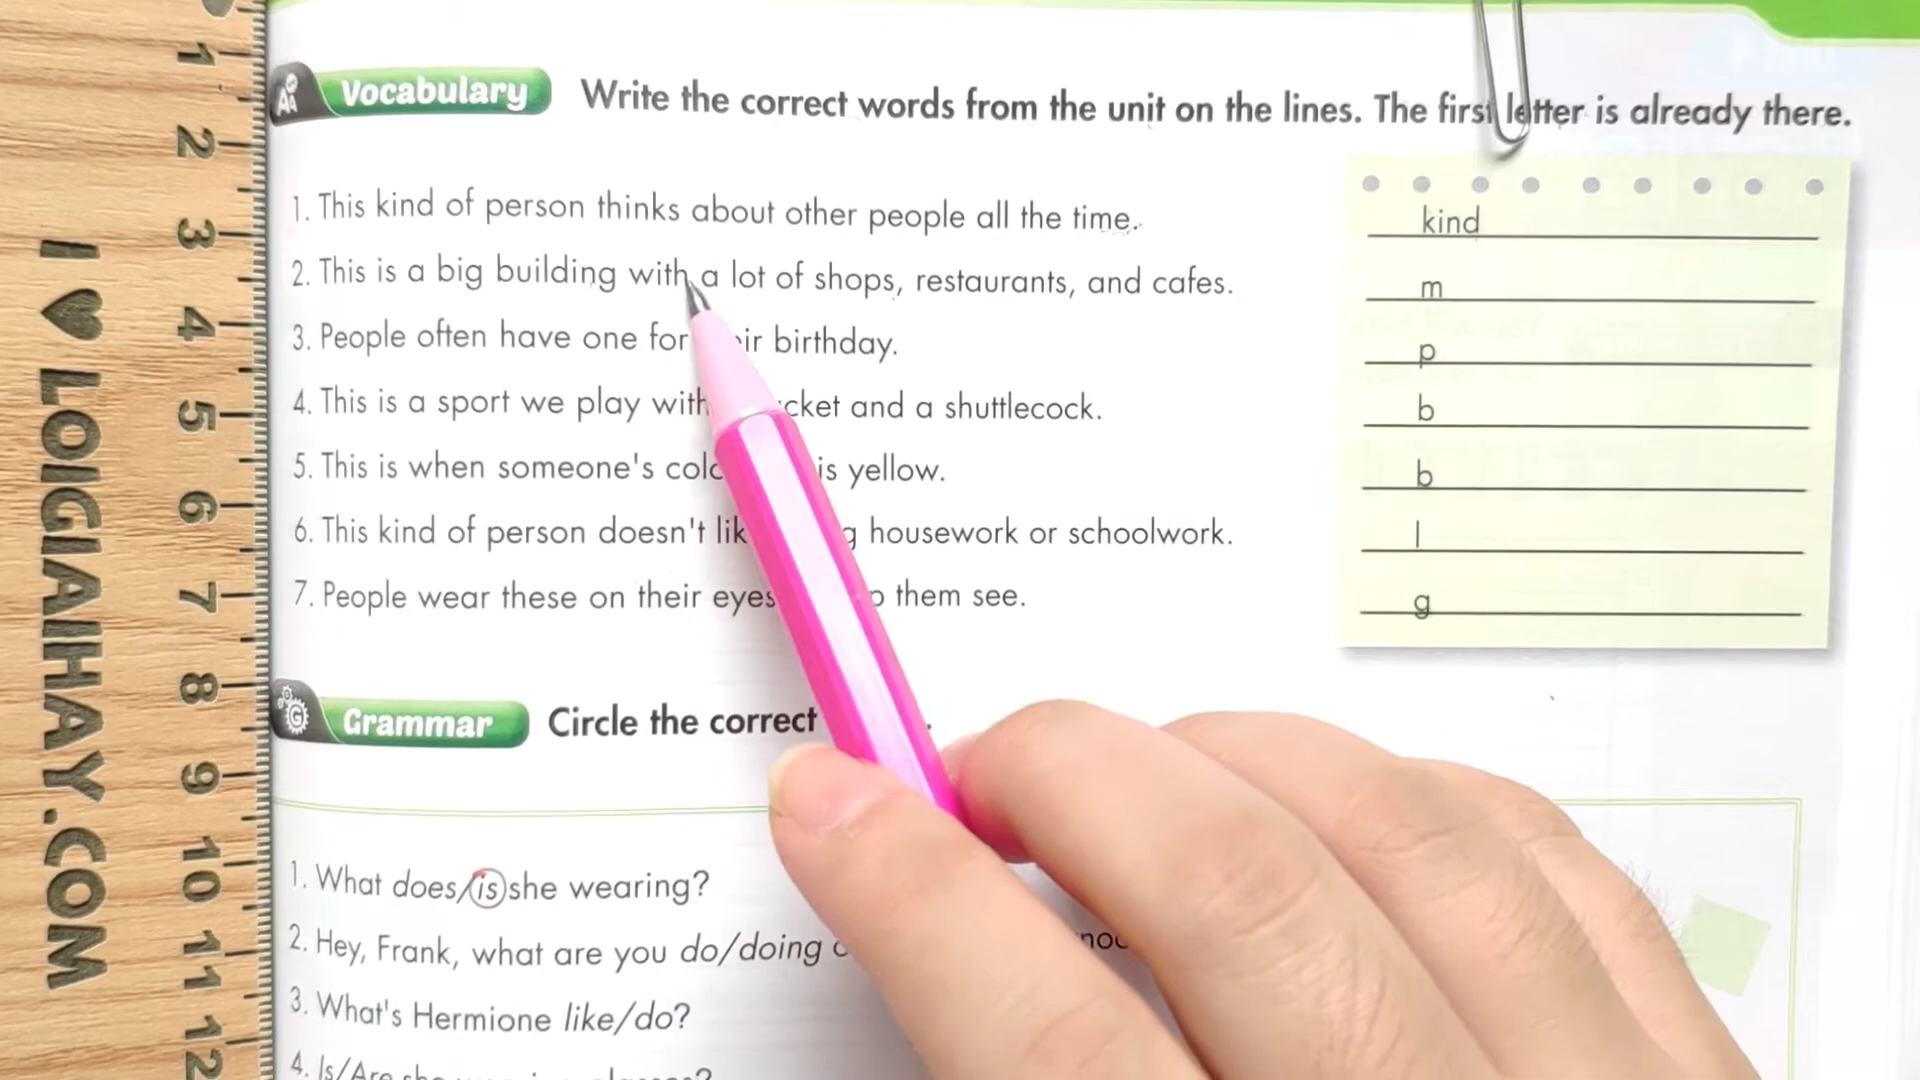 Vocabulary Write the correct words from the unit on the lines. The first letter is already there.
1. This kind of person thinks about other people all the time.
2. This is a big building with a lot of shops, restaurants, and cafes.
3. People often have one for birthday.
4. This is a sport we play with and a shuttlecock.
5. This is when someone's is yellow.
6. This kind of person doesn't housework or schoolwork.
7. People wear these on their eyes them see.
kind
m
p
b
b
l
g
Grammar Circle the correct
1. What does/is she wearing?
2. Hey, Frank, what are you do/doing
3. What's Hermione like/do?
4. Is/Are she
I ♥ LOIGIAIHAY.COM
1
2
3
4
5
6
7
8
9
10
11
12